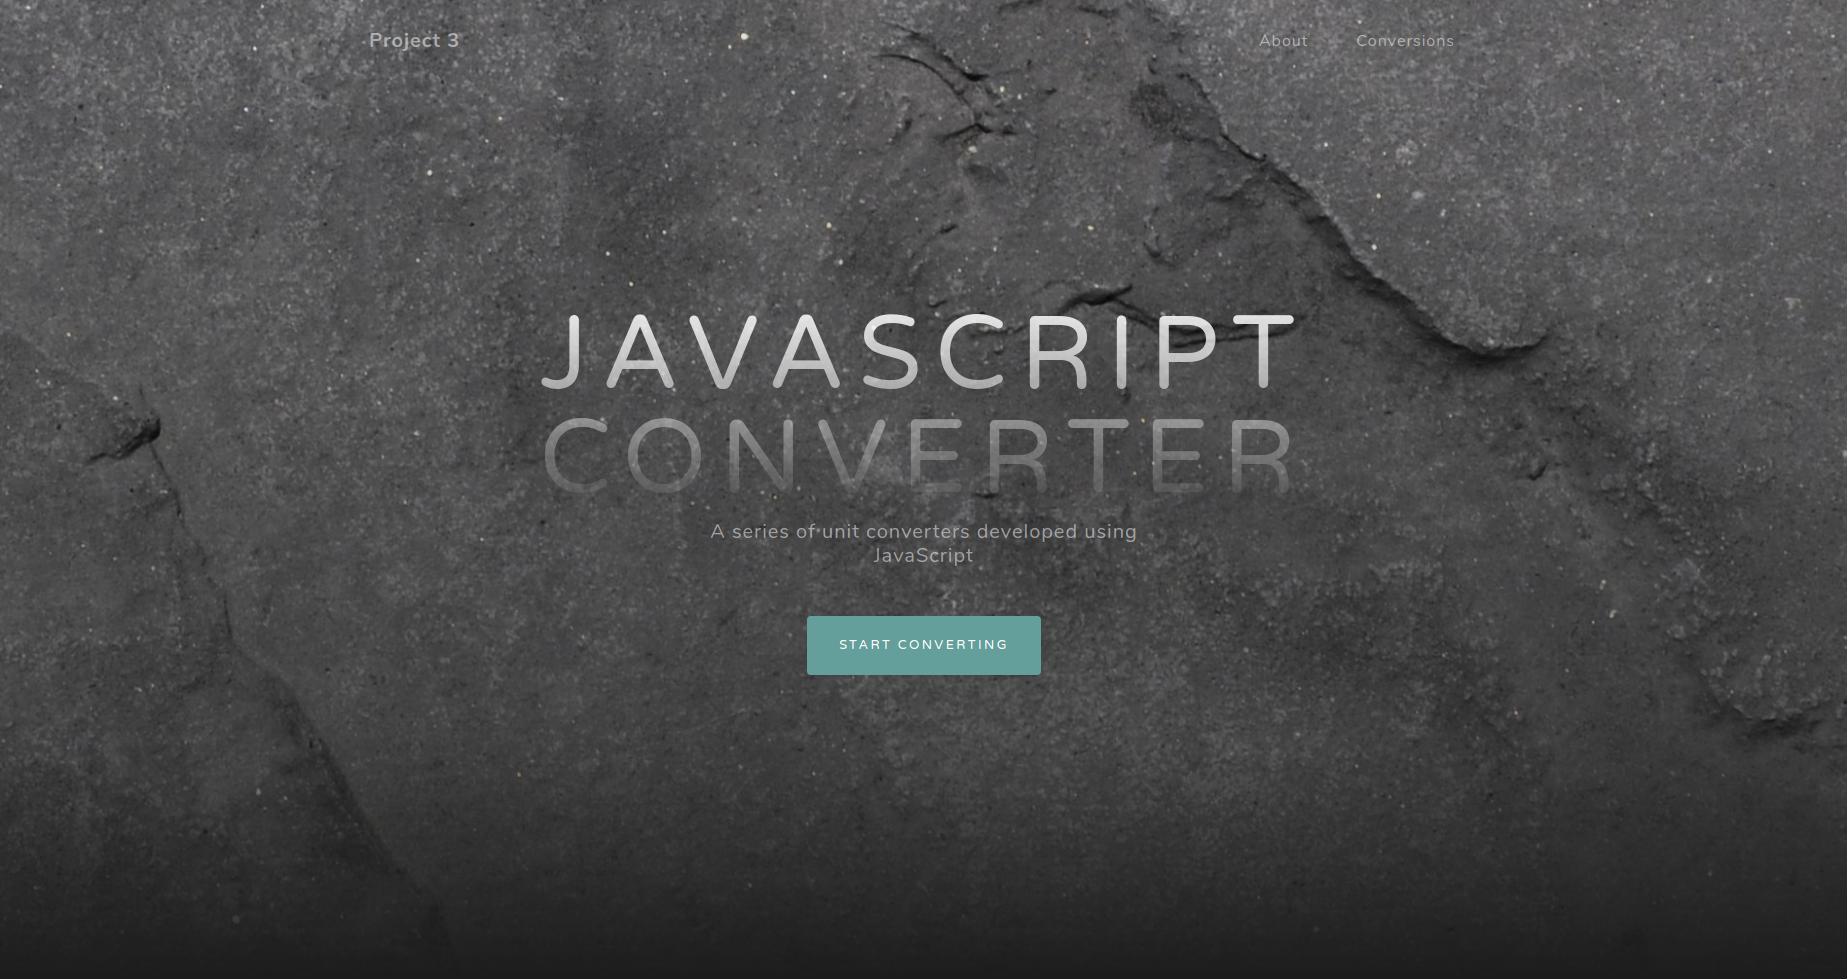 Project 3
About
Conversions
JAVASCRIPT
CONVERTER
A series of unit converters developed using
JavaScript
START CONVERTING